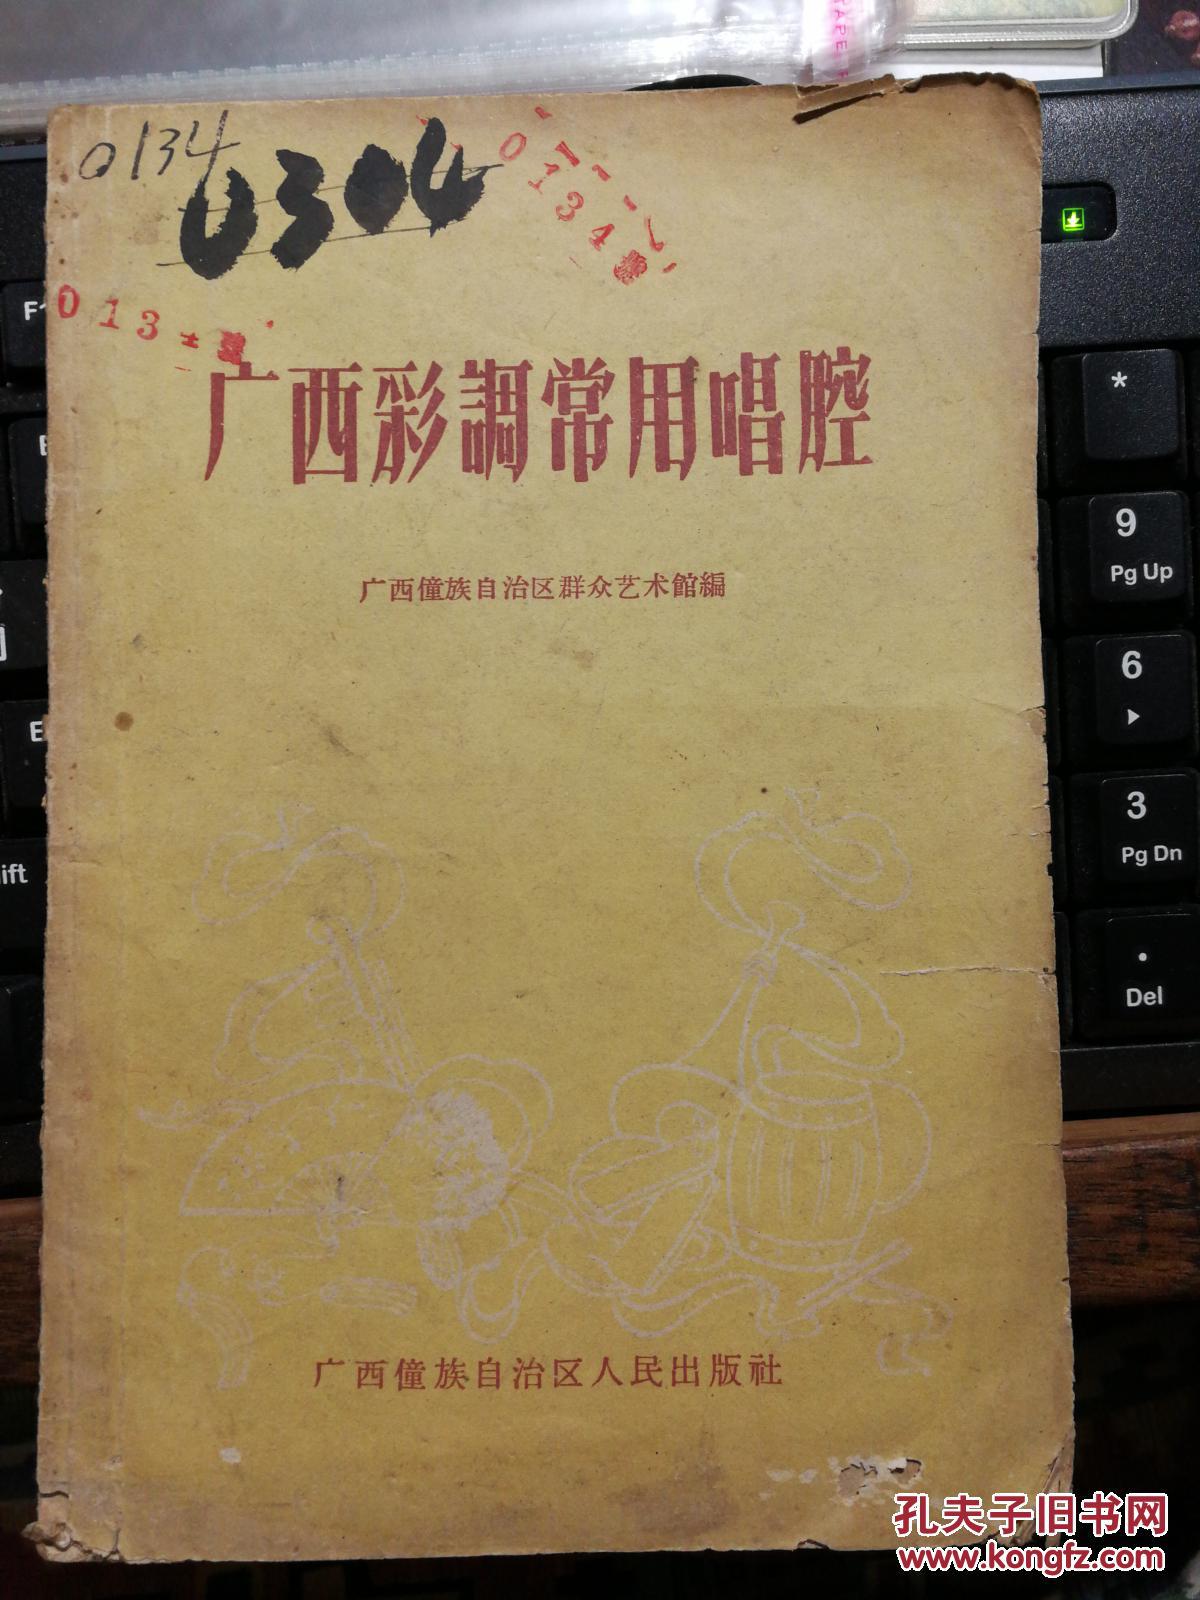 0134
0304
0134
013
广西彩調常用唱腔
广西僮族自治区群众艺术館編
广西僮族自治区人民出版社
*
9
Pg Up
6
3
Pg Dn
.
Del
ift
孔夫子旧书网
www.kongfz.com